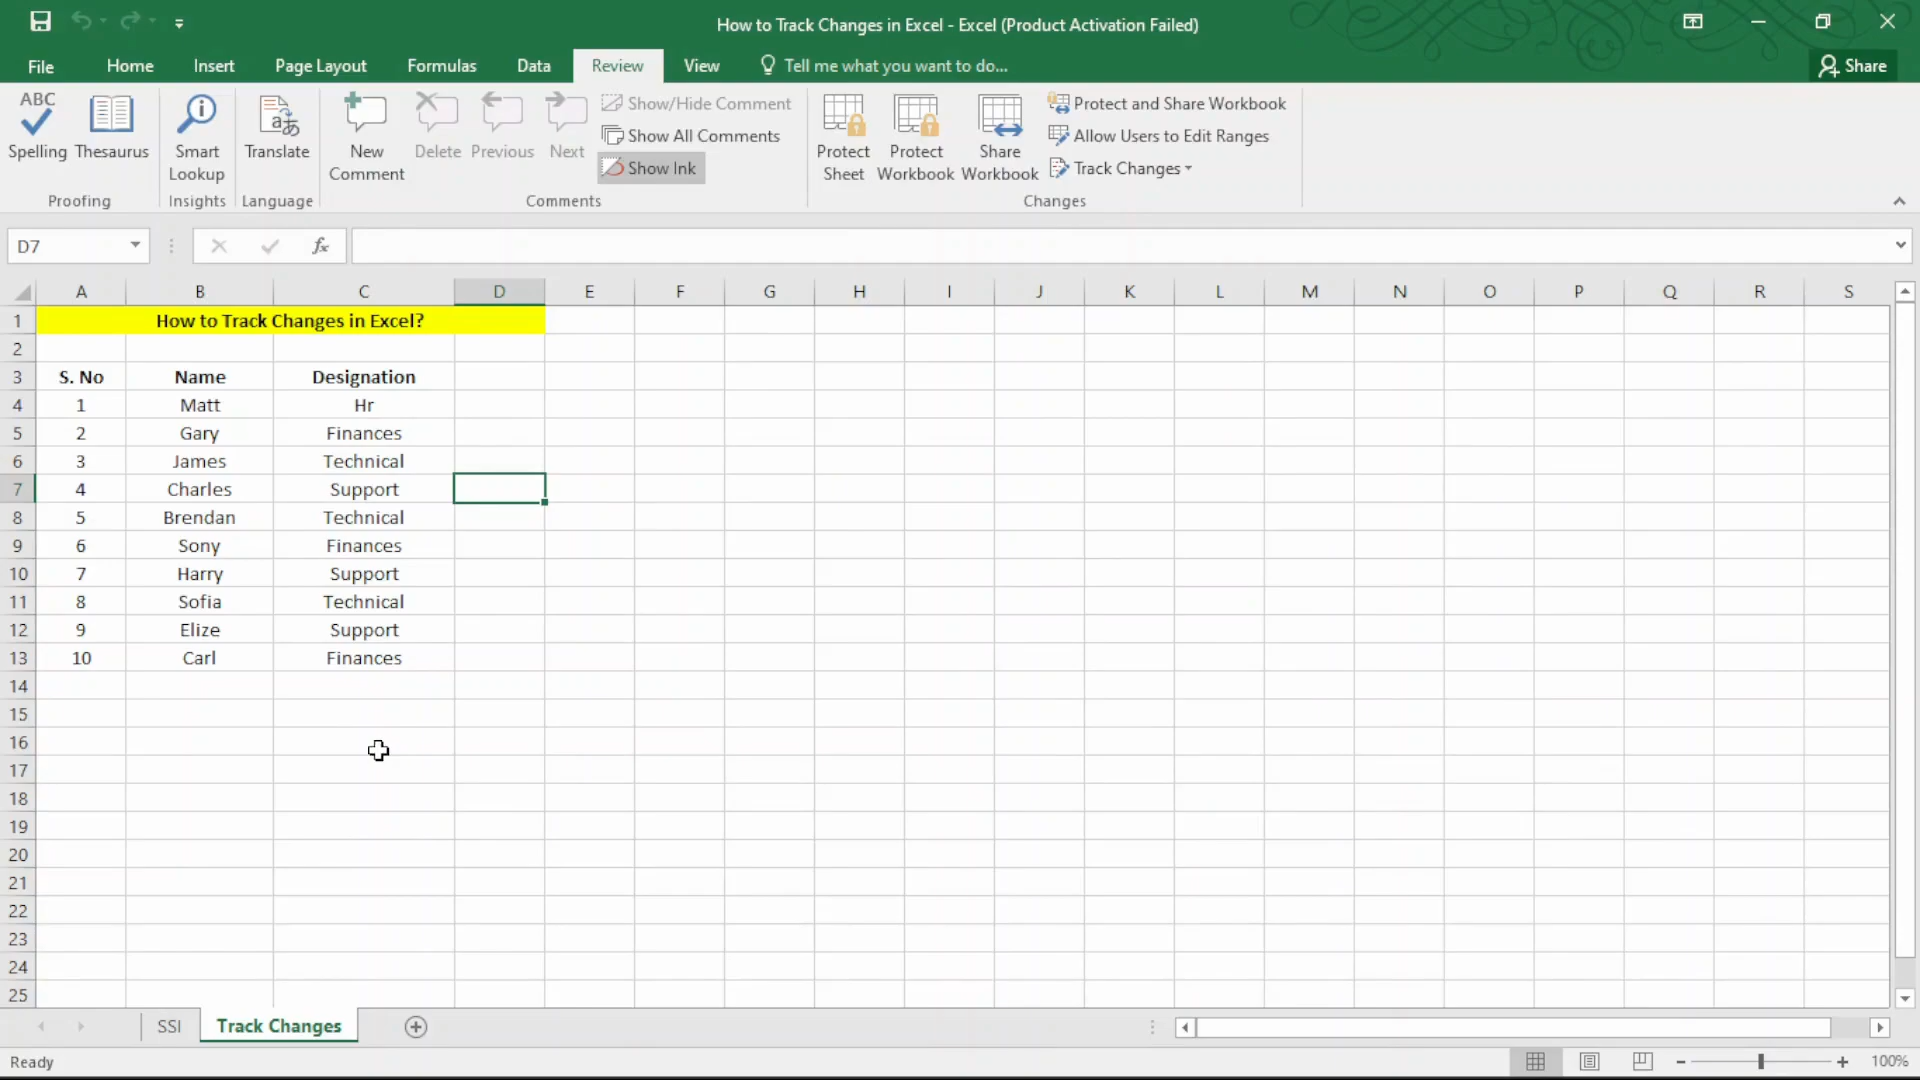 How to Track Changes in Excel - Excel (Product Activation Failed)
File Home Insert Page Layout Formulas Data Review View Tell me what you want to do... Share
ABC
Spelling Thesaurus Smart Lookup Translate New Comment Delete Previous Next Show/Hide Comment
Show All Comments
Show Ink
Protect Sheet Protect Workbook Share Workbook Protect and Share Workbook
Allow Users to Edit Ranges
Track Changes
Proofing Insights Language Comments Changes
D7 fx
A B C D E F G H I J K L M N O P Q R S
1 How to Track Changes in Excel?
2
3 S. No Name Designation
4 1 Matt Hr
5 2 Gary Finances
6 3 James Technical
7 4 Charles Support
8 5 Brendan Technical
9 6 Sony Finances
10 7 Harry Support
11 8 Sofia Technical
12 9 Elize Support
13 10 Carl Finances
14
15
16
17
18
19
20
21
22
23
24
25
SSI Track Changes
Ready 100%